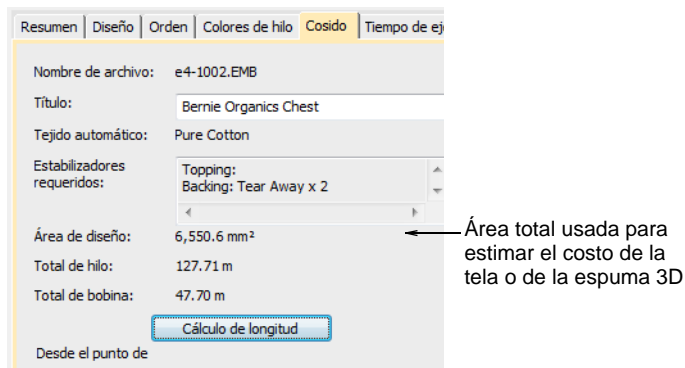 Resumen Diseño Orden Colores de hilo Cosido Tiempo de
Nombre de archivo: e4-1002.EMB
Título: Bernie Organics Chest
Tejido automático: Pure Cotton
Estabilizadores requeridos: Topping:
Backing: Tear Away x 2
Área de diseño: 6,550.6 mm²
Total de hilo: 127.71 m
Total de bobina: 47.70 m
Cálculo de longitud
Desde el punto de
Área total usada para
estimar el costo de la
tela o de la espuma 3D